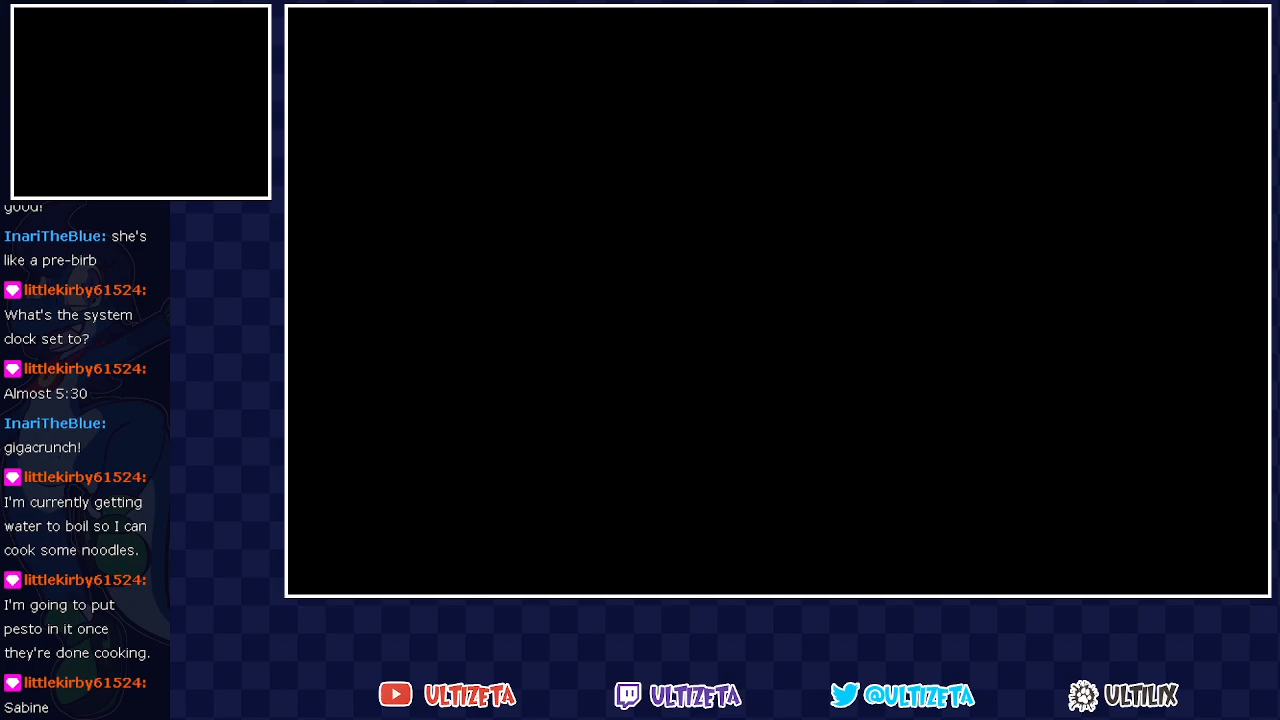 good!
InariTheBlue: she's
like a pre-birb
littlekirby61524:
What's the system
clock set to?
littlekirby61524:
Almost 5:30
InariTheBlue:
gigacrunch!
littlekirby61524:
I'm currently getting
water to boil so I can
cook some noodles.
littlekirby61524:
I'm going to put
pesto in it once
they're done cooking.
littlekirby61524:
Sabine
ULTIZETA
ULTIZETA
@ULTIZETA
ULTILIX